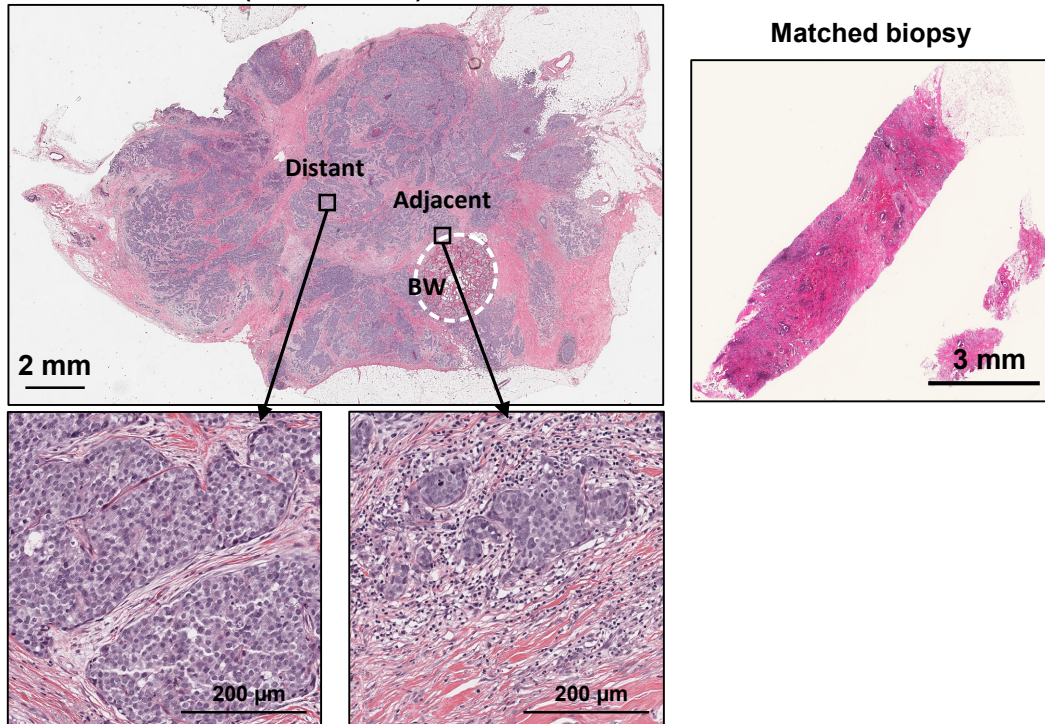 Matched biopsy
Distant
Adjacent
BW
2 mm
3 mm
200 µm
200 µm